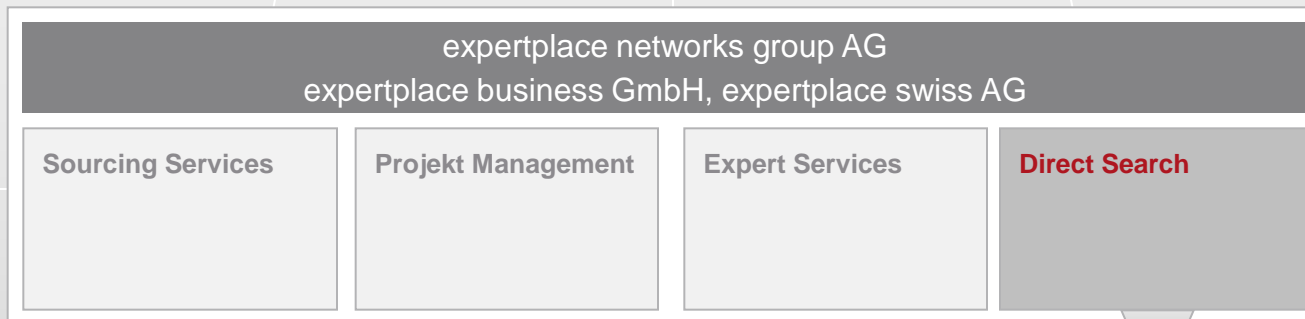 expertplace networks group AG
expertplace business GmbH, expertplace swiss AG
Sourcing Services
Projekt Management
Expert Services
Direct Search